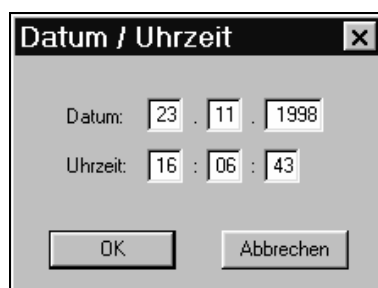 Datum / Uhrzeit
Datum: 23 . 11 . 1998
Uhrzeit: 16 : 06 : 43
OK Abbrechen